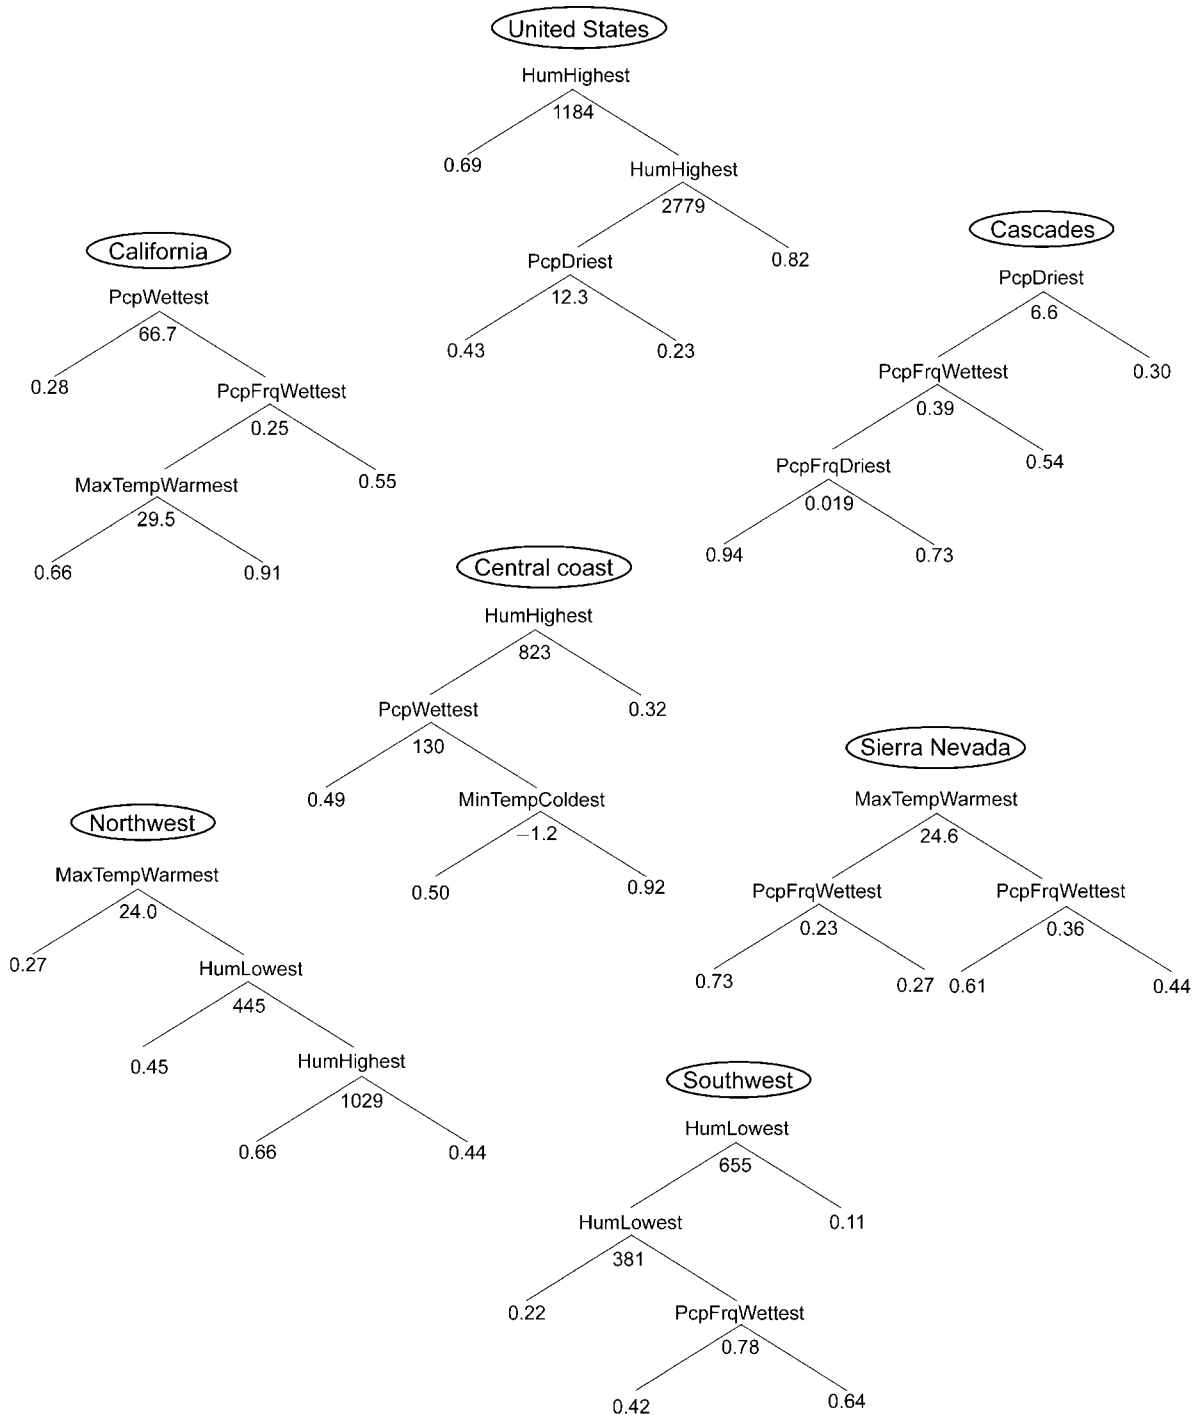 United States
HumHighest
1184
0.69
HumHighest
2779
PcpDriest
12.3
0.43
0.23
0.82
California
PcpWettest
66.7
0.28
PcpFrqWettest
0.25
MaxTempWarmest
29.5
0.66
0.91
0.55
Cascades
PcpDriest
6.6
PcpFrqWettest
0.39
PcpFrqDriest
0.019
0.94
0.73
0.54
0.30
Central coast
HumHighest
823
PcpWettest
130
0.49
MinTempColdest
−1.2
0.50
0.92
0.32
Sierra Nevada
MaxTempWarmest
24.6
PcpFrqWettest
0.23
0.73
0.27
PcpFrqWettest
0.36
0.61
0.44
Northwest
MaxTempWarmest
24.0
0.27
HumLowest
445
0.45
HumHighest
1029
0.66
0.44
Southwest
HumLowest
655
HumLowest
381
0.22
PcpFrqWettest
0.78
0.42
0.64
0.11